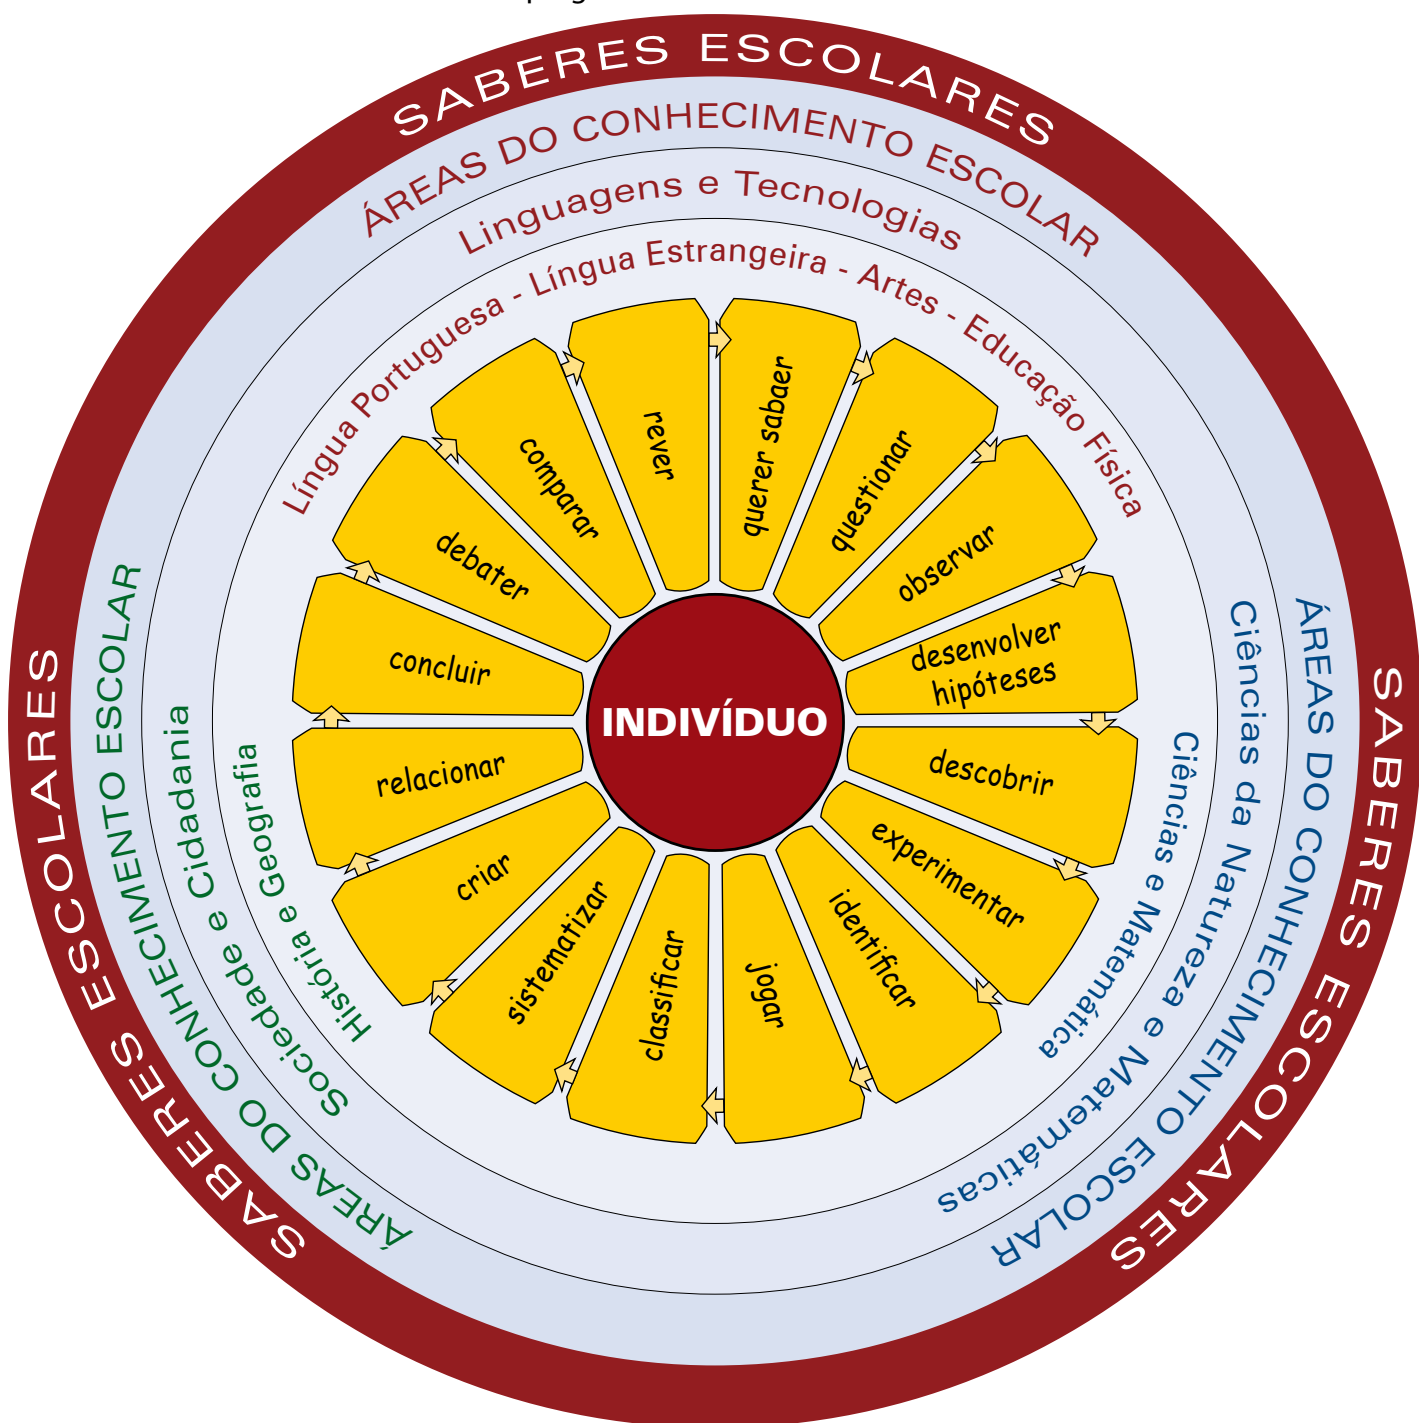 SABERES ESCOLARES
ÁREAS DO CONHECIMENTO ESCOLAR
Linguagens e Tecnologias
Língua Portuguesa - Língua Estrangeira - Artes - Educação Física
SABERES ESCOLARES
ÁREAS DO CONHECIMENTO ESCOLAR
Ciências da Natureza e Matemáticas
Ciências e Matemática
SABERES ESCOLARES
ÁREAS DO CONHECIMENTO ESCOLAR
Sociedade e Cidadania
História e Geografia
querer sabaer
questionar
observar
desenvolver
hipóteses
descobrir
experimentar
identificar
jogar
classificar
sistematizar
criar
relacionar
concluir
debater
comparar
rever
INDIVÍDUO